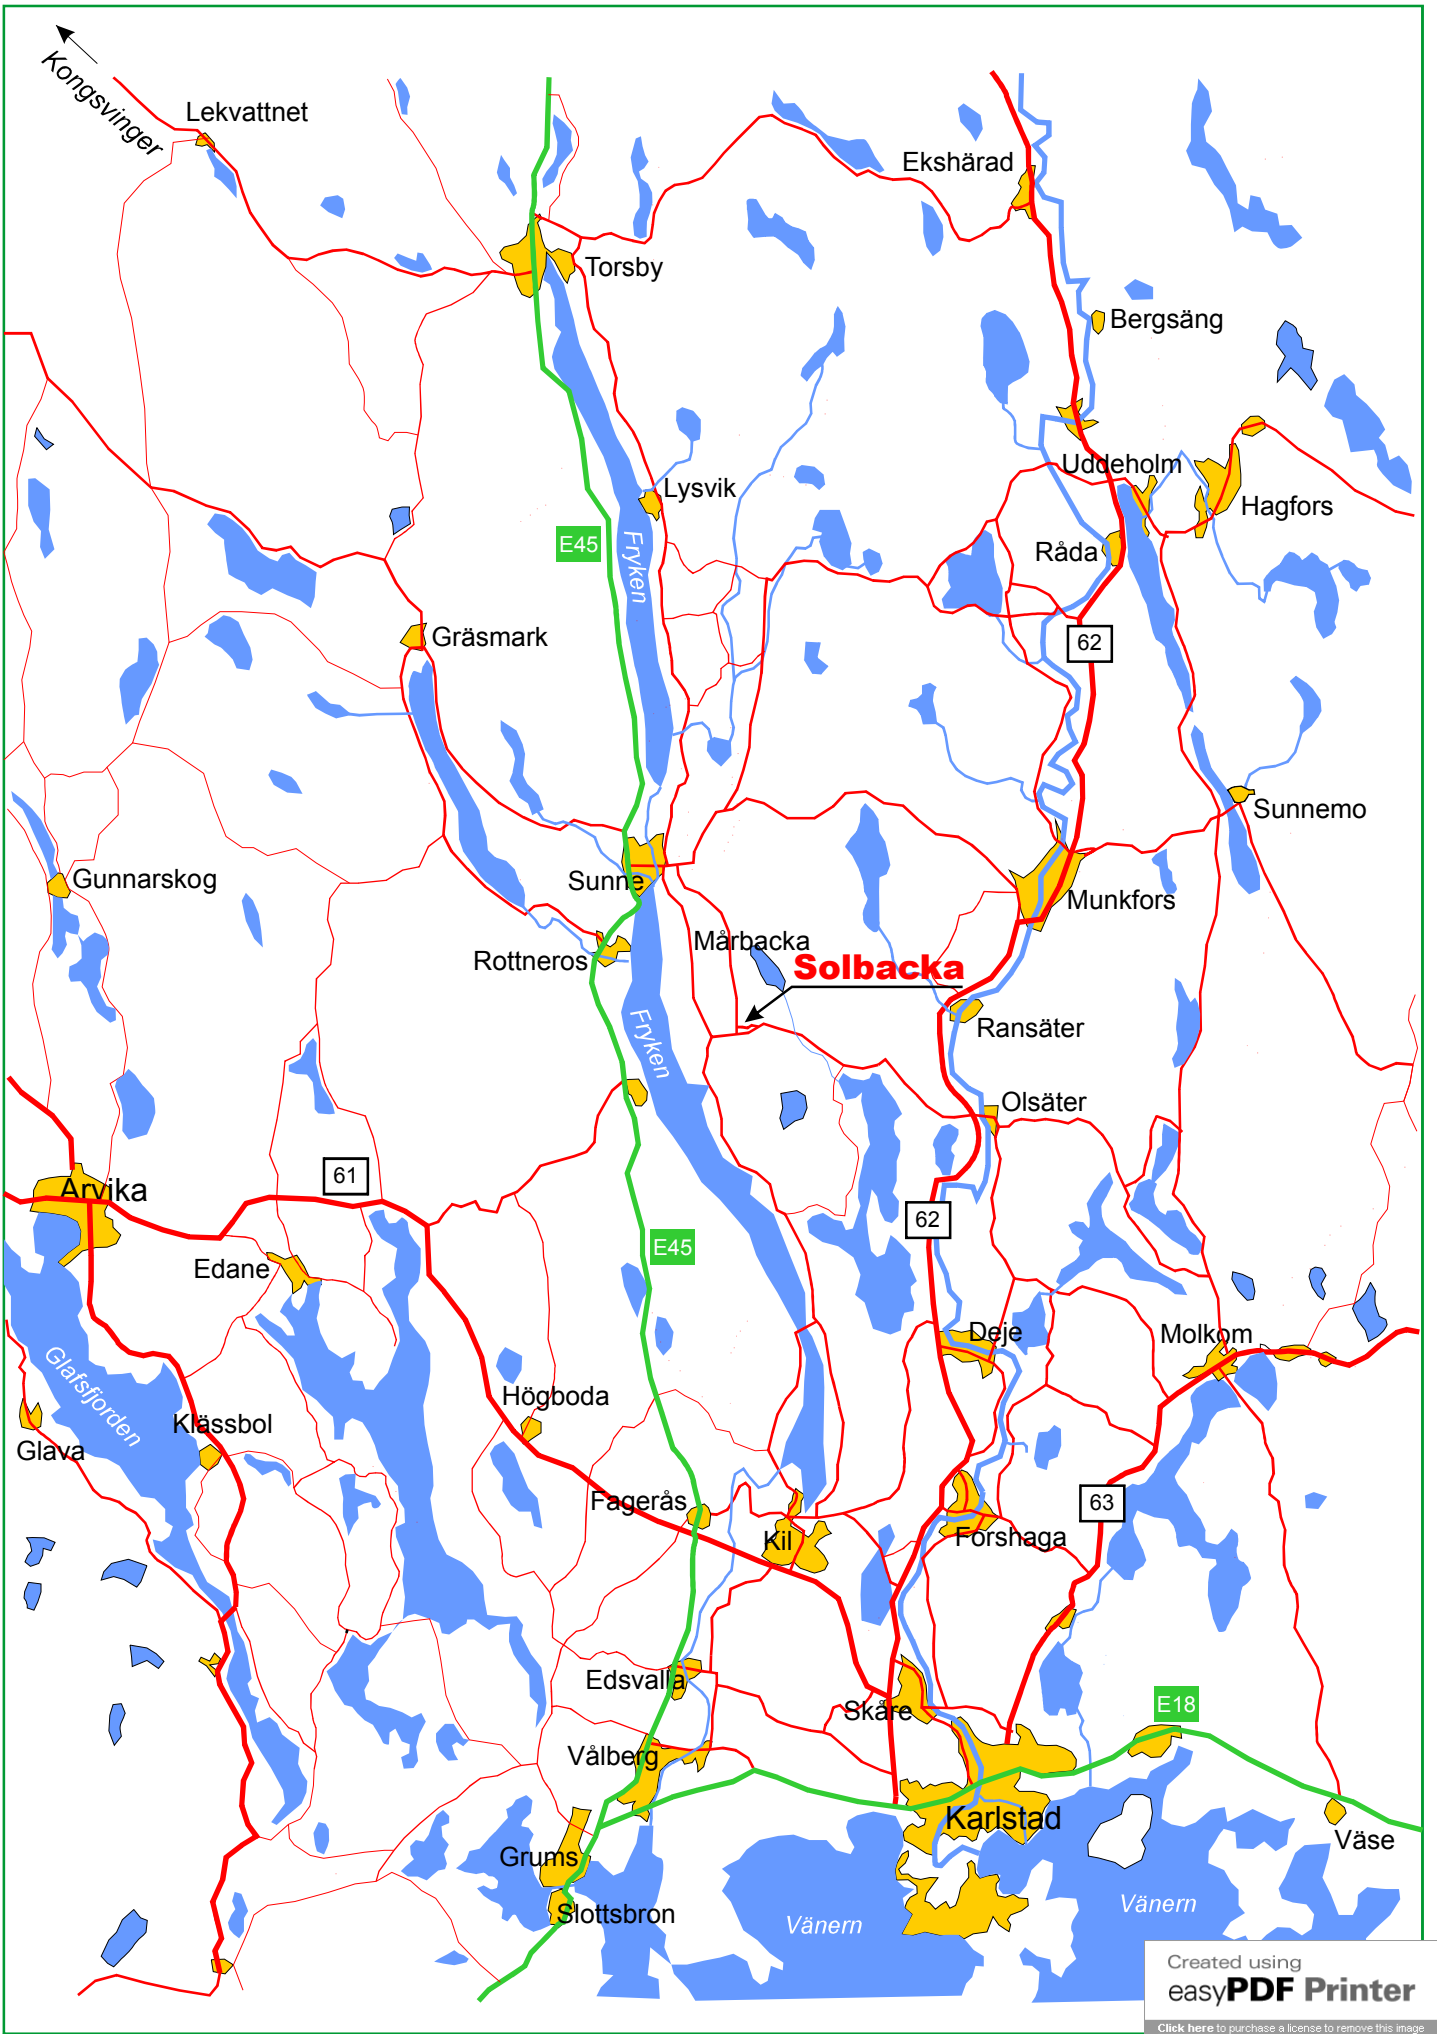 Kongsvinger
Lekvattnet
Ekshärad
Torsby
Bergsäng
Uddeholm
Lysvik
Hagfors
E45
Fryken
Råda
Gräsmark
62
Sunnemo
Sunne
Gunnarskog
Munkfors
Mårbacka
Rottneros
Solbacka
Fryken
Ransäter
Olsäter
61
Arvika
62
E45
Edane
Deje
Molkom
Glafsfjorden
Högboda
Klässbol
Glava
Fagerås
63
Kil
Forshaga
Edsvalla
Skåre
E18
Vålberg
Karlstad
Väse
Grums
Slottsbron
Vänern
Vänern
Created using
easyPDF Printer
Click here to purchase a license to remove this image